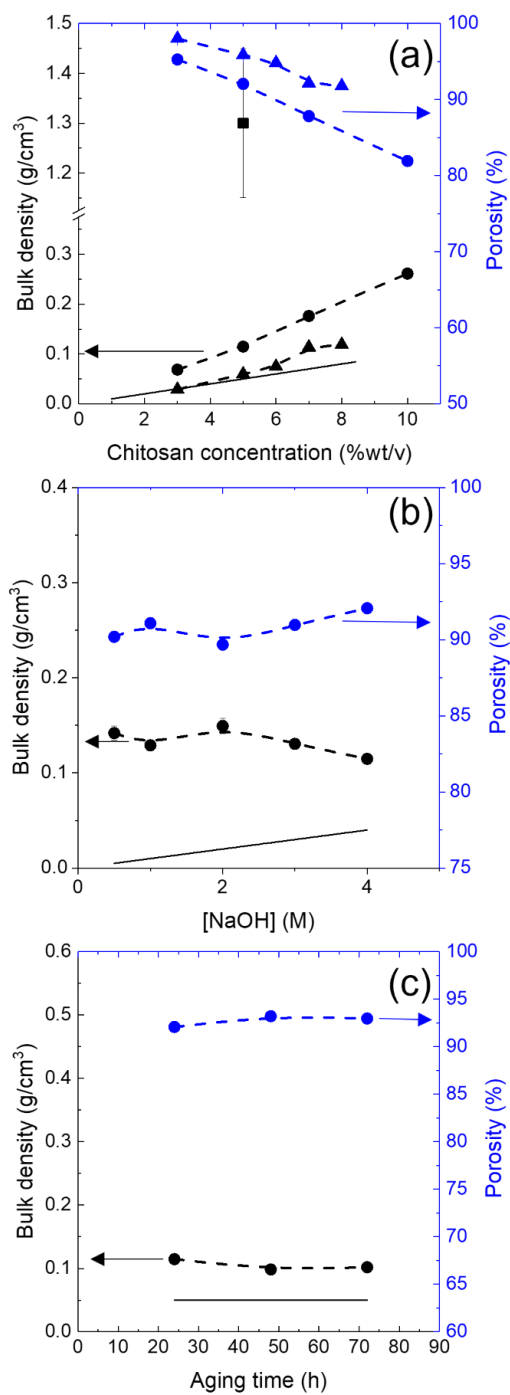 (a)
Bulk density (g/cm³)
1.5
1.4
1.3
1.2
0.3
0.2
0.1
0.0
100
90
80
70
60
50
Porosity (%)
0 2 4 6 8 10
Chitosan concentration (%wt/v)
(b)
Bulk density (g/cm³)
0.4
0.3
0.2
0.1
0.0
100
95
90
85
80
75
Porosity (%)
0 2 4
[NaOH] (M)
(c)
Bulk density (g/cm³)
0.6
0.5
0.4
0.3
0.2
0.1
0.0
100
95
90
85
80
75
70
65
60
Porosity (%)
0 10 20 30 40 50 60 70 80 90
Aging time (h)